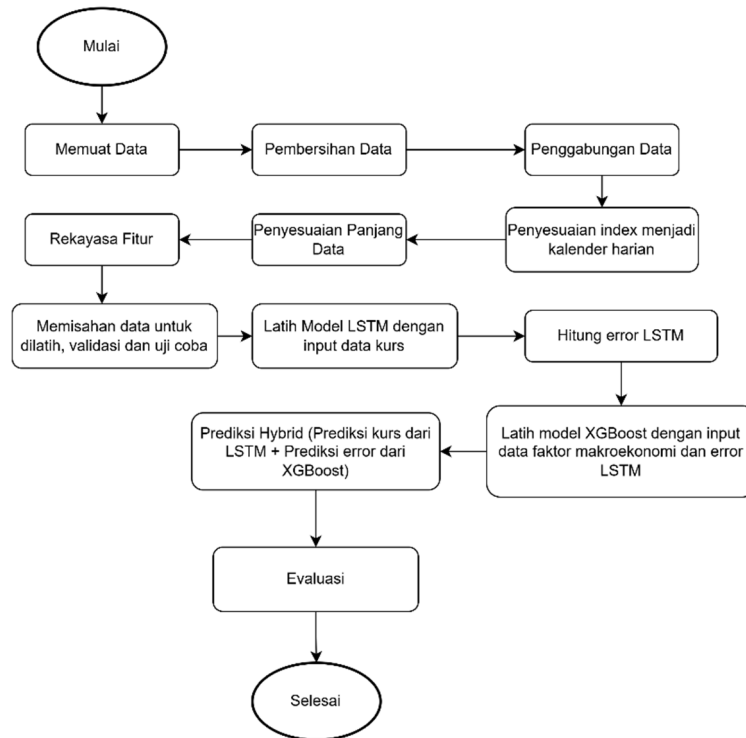 Mulai
Memuat Data
Pembersihan Data
Penggabungan Data
Penyesuaian index menjadi
kalender harian
Penyesuaian Panjang
Data
Rekayasa Fitur
Memisahan data untuk
dilatih, validasi dan uji coba
Latih Model LSTM dengan
input data kurs
Hitung error LSTM
Latih model XGBoost dengan input
data faktor makroekonomi dan error
LSTM
Prediksi Hybrid (Prediksi kurs dari
LSTM + Prediksi error dari
XGBoost)
Evaluasi
Selesai